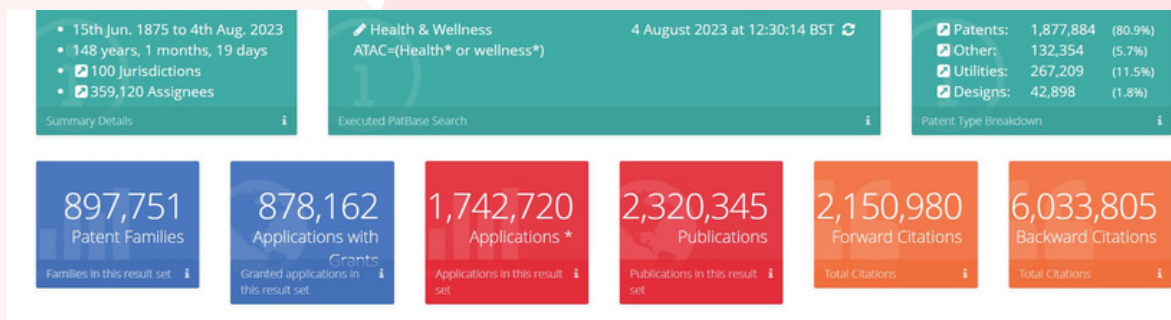 15th Jun. 1875 to 4th Aug. 2023
148 years, 1 months, 19 days
100 Jurisdictions
359,120 Assignees
Summary Details
Health & Wellness
4 August 2023 at 12:30:14 BST
ATAC=(Health* or wellness*)
Executed PatBase Search
Patents: 1,877,884 (80.9%)
Other: 132,354 (5.7%)
Utilities: 267,209 (11.5%)
Designs: 42,898 (1.8%)
Patent Type Breakdown
897,751
Patent Families
Families in this result set
878,162
Applications with
Grants
Granted applications in
this result set
1,742,720
Applications *
Applications in this result
set
2,320,345
Publications
Publications in this result
set
2,150,980
Forward Citations
Total Citations
6,033,805
Backward Citations
Total Citations